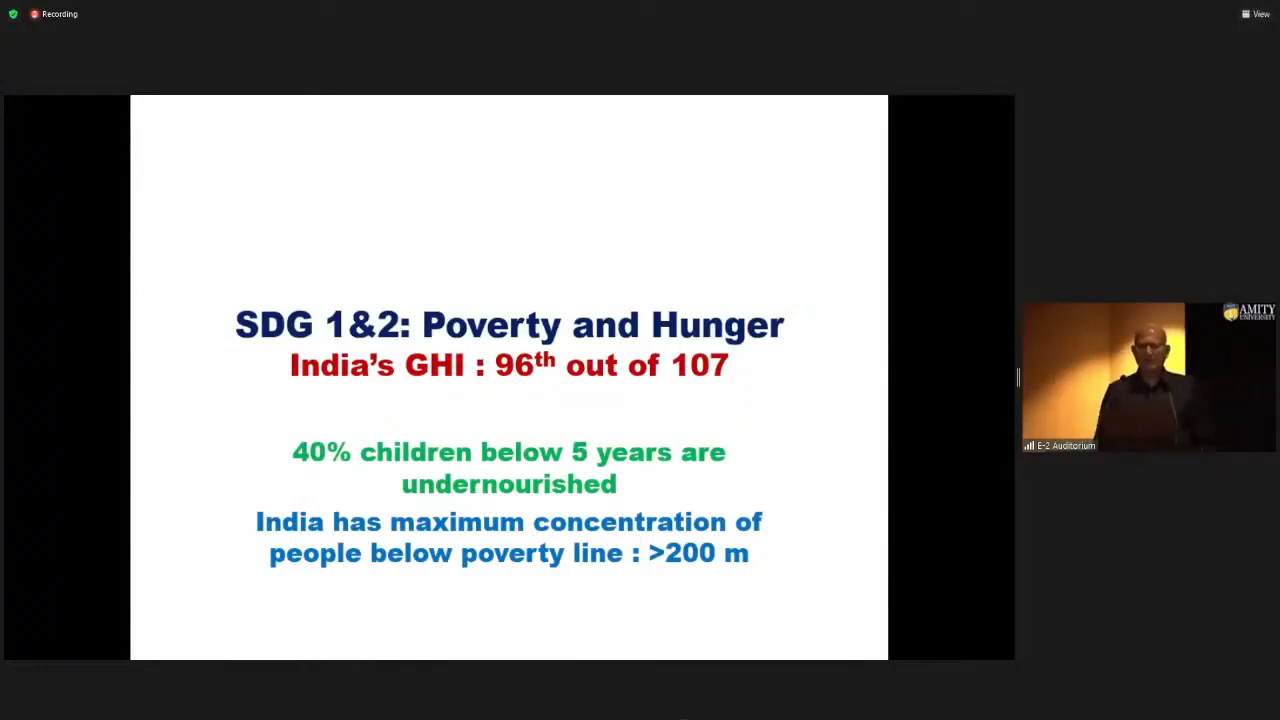 Recording
View
SDG 1&2: Poverty and Hunger
India’s GHI : 96th out of 107
40% children below 5 years are
undernourished
India has maximum concentration of
people below poverty line : >200 m
AMITY
UNIVERSITY
E-2 Auditorium